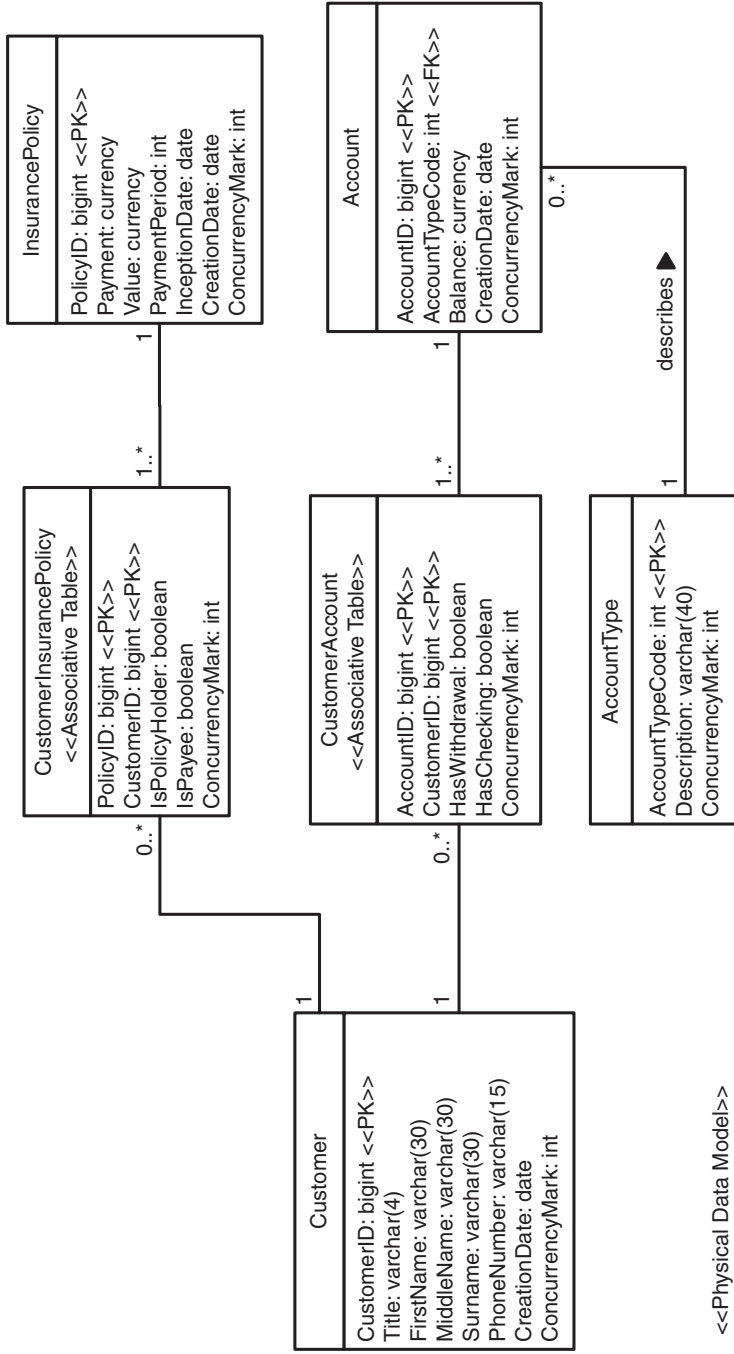 Customer
CustomerID: bigint <<PK>>
Title: varchar(4)
FirstName: varchar(30)
MiddleName: varchar(30)
Surname: varchar(30)
PhoneNumber: varchar(15)
CreationDate: date
ConcurrencyMark: int
1
1
0..*
0..*
CustomerInsurancePolicy
<<Associative Table>>
PolicyID: bigint <<PK>>
CustomerID: bigint <<PK>>
IsPolicyHolder: boolean
IsPayee: boolean
ConcurrencyMark: int
1..*
1
InsurancePolicy
PolicyID: bigint <<PK>>
Payment: currency
Value: currency
PaymentPeriod: int
InceptionDate: date
CreationDate: date
ConcurrencyMark: int
CustomerAccount
<<Associative Table>>
AccountID: bigint <<PK>>
CustomerID: bigint <<PK>>
HasWithdrawal: boolean
HasChecking: boolean
ConcurrencyMark: int
1..*
1
Account
AccountID: bigint <<PK>>
AccountTypeCode: int <<FK>>
Balance: currency
CreationDate: date
ConcurrencyMark: int
0..*
describes
1
AccountType
AccountTypeCode: int <<PK>>
Description: varchar(40)
ConcurrencyMark: int
<<Physical Data Model>>